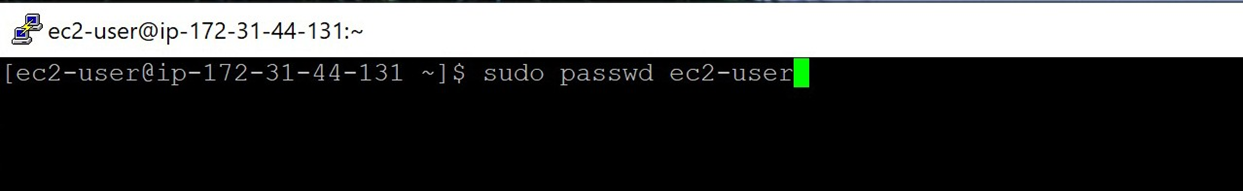 ec2-user@ip-172-31-44-131:~
[ec2-user@ip-172-31-44-131 ~]$ sudo passwd ec2-user